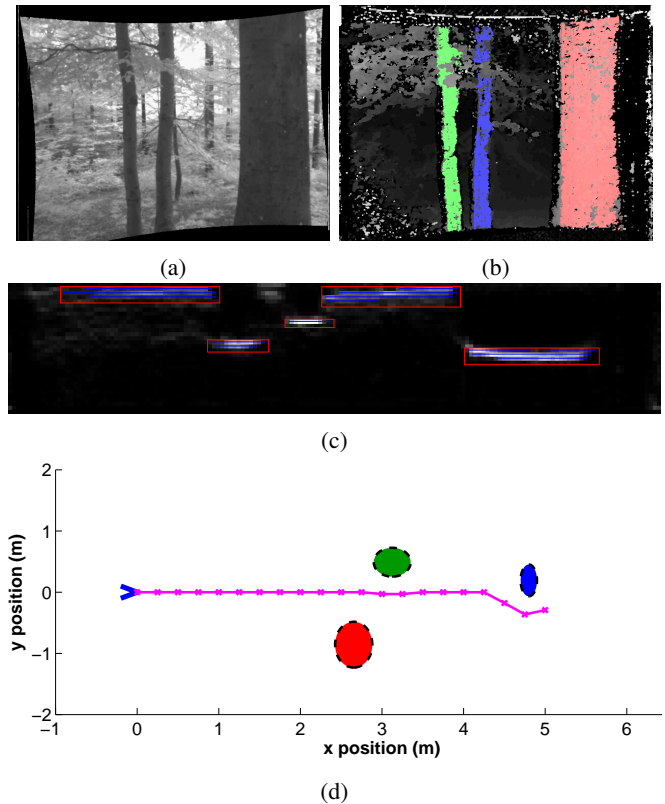 (a)
(b)
(c)
2
1
0
−1
−2
y position (m)
−1 0 1 2 3 4 5 6
x position (m)
(d)